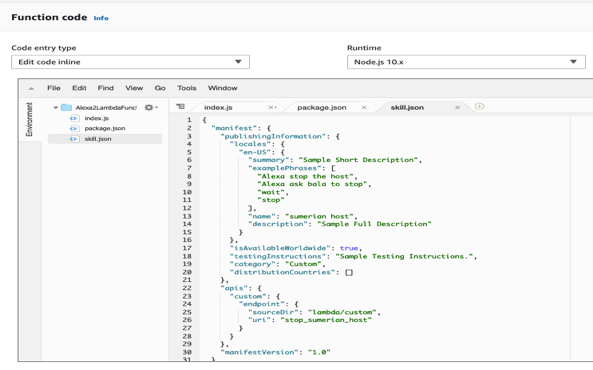 Function code Info
Code entry type
Runtime
Edit code inline
Node.js 10.x
File Edit Find View Go Tools Window
Environment
Alexa2LambdaFunct
index.js
package.json
skill.json
index.js package.json skill.json
1 {
2 "manifest": {
3 "publishingInformation": {
4 "locales": {
5 "en-US": {
6 "summary": "Sample Short Description",
7 "examplePhrases": [
8 "Alexa stop the host",
9 "Alexa ask bala to stop",
10 "wait",
11 "stop"
12 ],
13 "name": "sumerian host",
14 "description": "Sample Full Description"
15 }
16 },
17 "isAvailableWorldwide": true,
18 "testingInstructions": "Sample Testing Instructions.",
19 "category": "Custom",
20 "distributionCountries": []
21 },
22 "apis": {
23 "custom": {
24 "endpoint": {
25 "sourceDir": "lambda/custom",
26 "uri": "stop_sumerian_host"
27 }
28 }
29 },
30 "manifestVersion": "1.0"
31 }